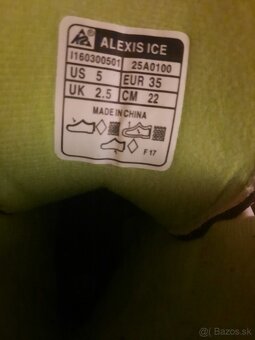 K2 ALEXIS ICE
I160300501 25A0100
US 5 EUR 35
UK 2.5 CM 22
MADE IN CHINA
F17
© Bazos.sk